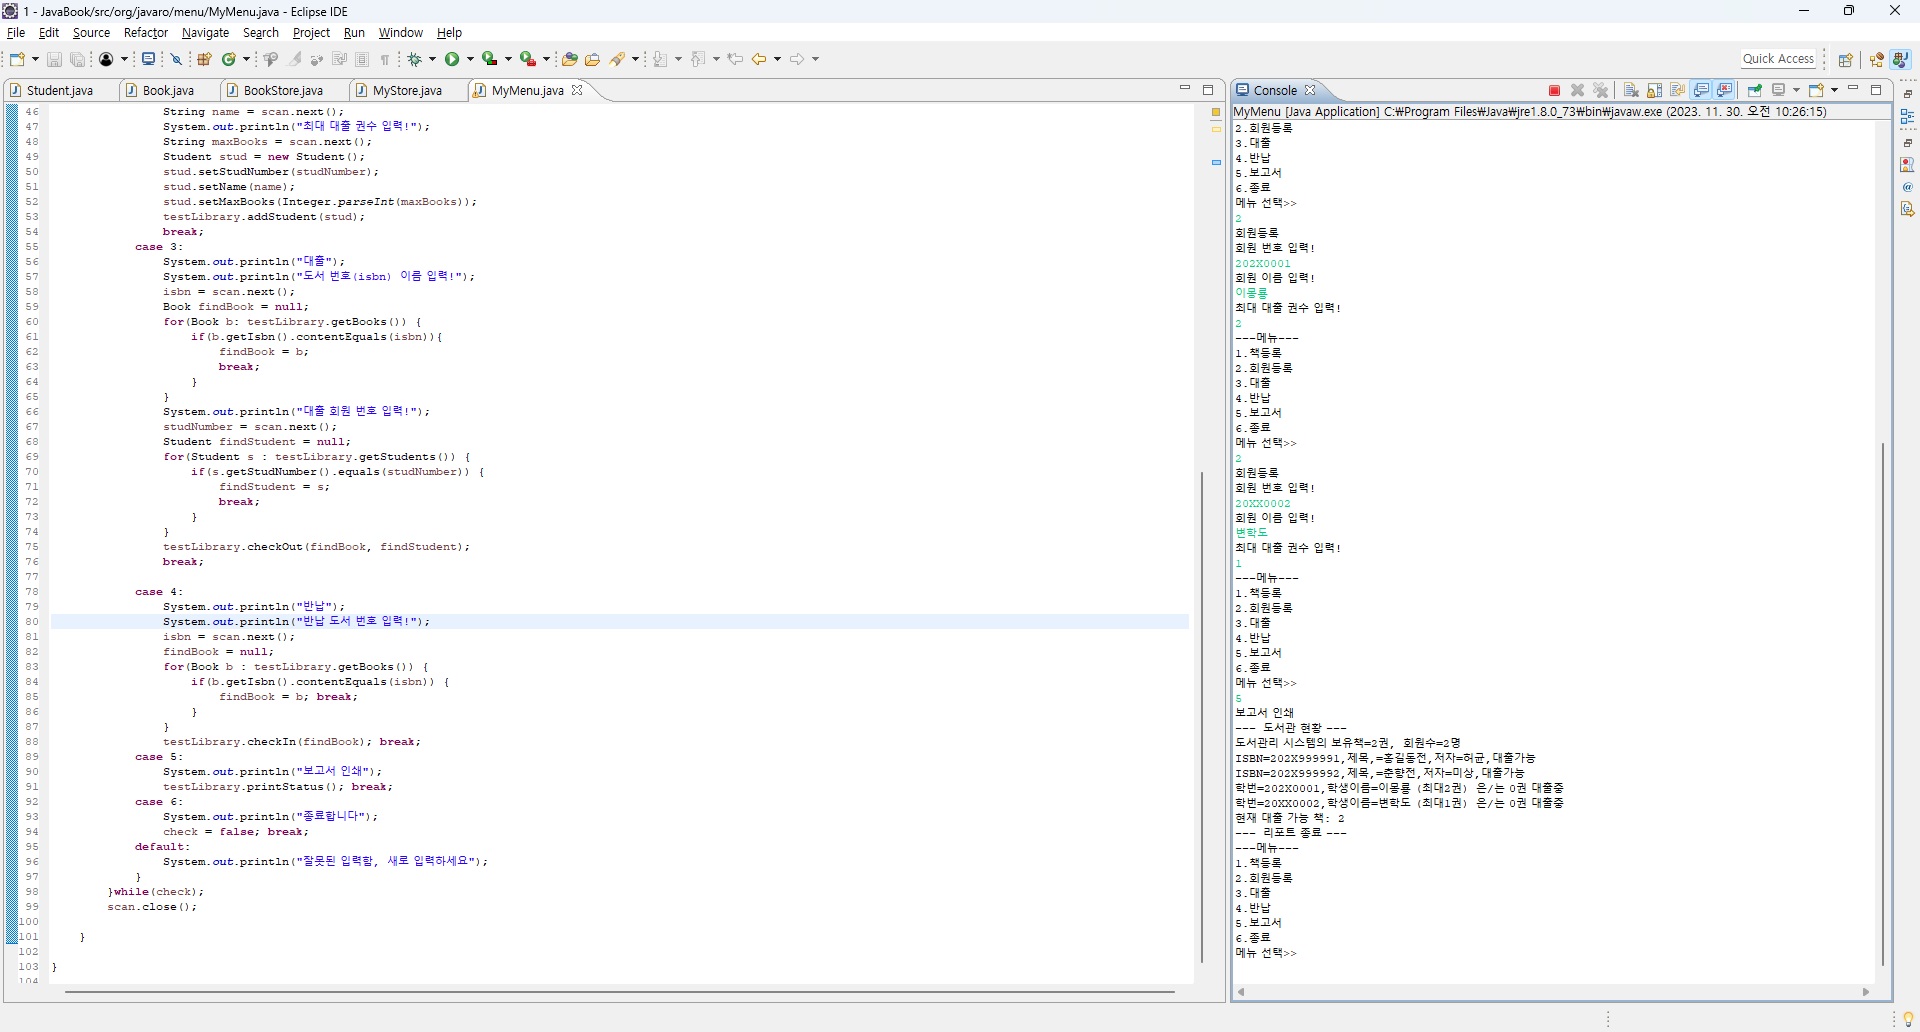 1 - JavaBook/src/org/javaro/menu/MyMenu.java - Eclipse IDE
File Edit Source Refactor Navigate Search Project Run Window Help
Quick Access
Student.java Book.java BookStore.java MyStore.java MyMenu.java
46 String name = scan.next();
47 System.out.println("최대 대출 권수 입력!");
48 String maxBooks = scan.next();
49 Student stud = new Student();
50 stud.setStudNumber(studNumber);
51 stud.setName(name);
52 stud.setMaxBooks(Integer.parseInt(maxBooks));
53 testLibrary.addStudent(stud);
54 break;
55 case 3:
56 System.out.println("대출");
57 System.out.println("도서 번호(isbn) 이름 입력!");
58 isbn = scan.next();
59 Book findBook = null;
60 for(Book b: testLibrary.getBooks()) {
61 if(b.getIsbn().contentEquals(isbn)){
62 findBook = b;
63 break;
64 }
65 }
66 System.out.println("대출 회원 번호 입력!");
67 studNumber = scan.next();
68 Student findStudent = null;
69 for(Student s : testLibrary.getStudents()) {
70 if(s.getStudNumber().equals(studNumber)) {
71 findStudent = s;
72 break;
73 }
74 }
75 testLibrary.checkOut(findBook, findStudent);
76 break;
77
78 case 4:
79 System.out.println("반납");
80 System.out.println("반납 도서 번호 입력!");
81 isbn = scan.next();
82 findBook = null;
83 for(Book b : testLibrary.getBooks()) {
84 if(b.getIsbn().contentEquals(isbn)) {
85 findBook = b; break;
86 }
87 }
88 testLibrary.checkIn(findBook); break;
89 case 5:
90 System.out.println("보고서 인쇄");
91 testLibrary.printStatus(); break;
92 case 6:
93 System.out.println("종료합니다");
94 check = false; break;
95 default:
96 System.out.println("잘못된 입력함, 새로 입력하세요");
97 }
98 }while(check);
99 scan.close();
100
101 }
102
103 }
104
Console
MyMenu [Java Application] C:₩Program Files₩Java₩jre1.8.0_73₩bin₩javaw.exe (2023. 11. 30. 오전 10:26:15)
2.회원등록
3.대출
4.반납
5.보고서
6.종료
메뉴 선택>>
2
회원등록
회원 번호 입력!
202X0001
회원 이름 입력!
이몽룡
최대 대출 권수 입력!
2
---메뉴---
1.책등록
2.회원등록
3.대출
4.반납
5.보고서
6.종료
메뉴 선택>>
2
회원등록
회원 번호 입력!
20XX0002
회원 이름 입력!
변학도
최대 대출 권수 입력!
1
---메뉴---
1.책등록
2.회원등록
3.대출
4.반납
5.보고서
6.종료
메뉴 선택>>
5
보고서 인쇄
--- 도서관 현황 ---
도서관리 시스템의 보유책=2권, 회원수=2명
ISBN=202X999991,제목,=홍길동전,저자=허균,대출가능
ISBN=202X999992,제목,=춘향전,저자=미상,대출가능
학번=202X0001,학생이름=이몽룡 (최대2권) 은/는 0권 대출중
학번=20XX0002,학생이름=변학도 (최대1권) 은/는 0권 대출중
현재 대출 가능 책: 2
--- 리포트 종료 ---
---메뉴---
1.책등록
2.회원등록
3.대출
4.반납
5.보고서
6.종료
메뉴 선택>>